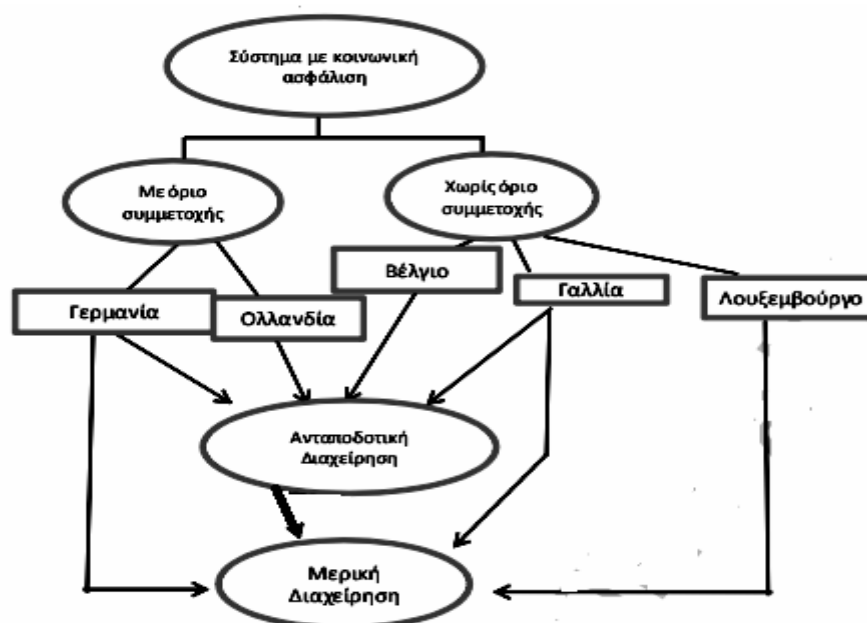 Σύστημα με κοινωνική
ασφάλιση
Με όριο
συμμετοχής
Χωρίς όριο
συμμετοχής
Βέλγιο
Γαλλία
Γερμανία
Ολλανδία
Λουξεμβούργο
Ανταποδοτική
Διαχείρηση
Μερική
Διαχείρηση